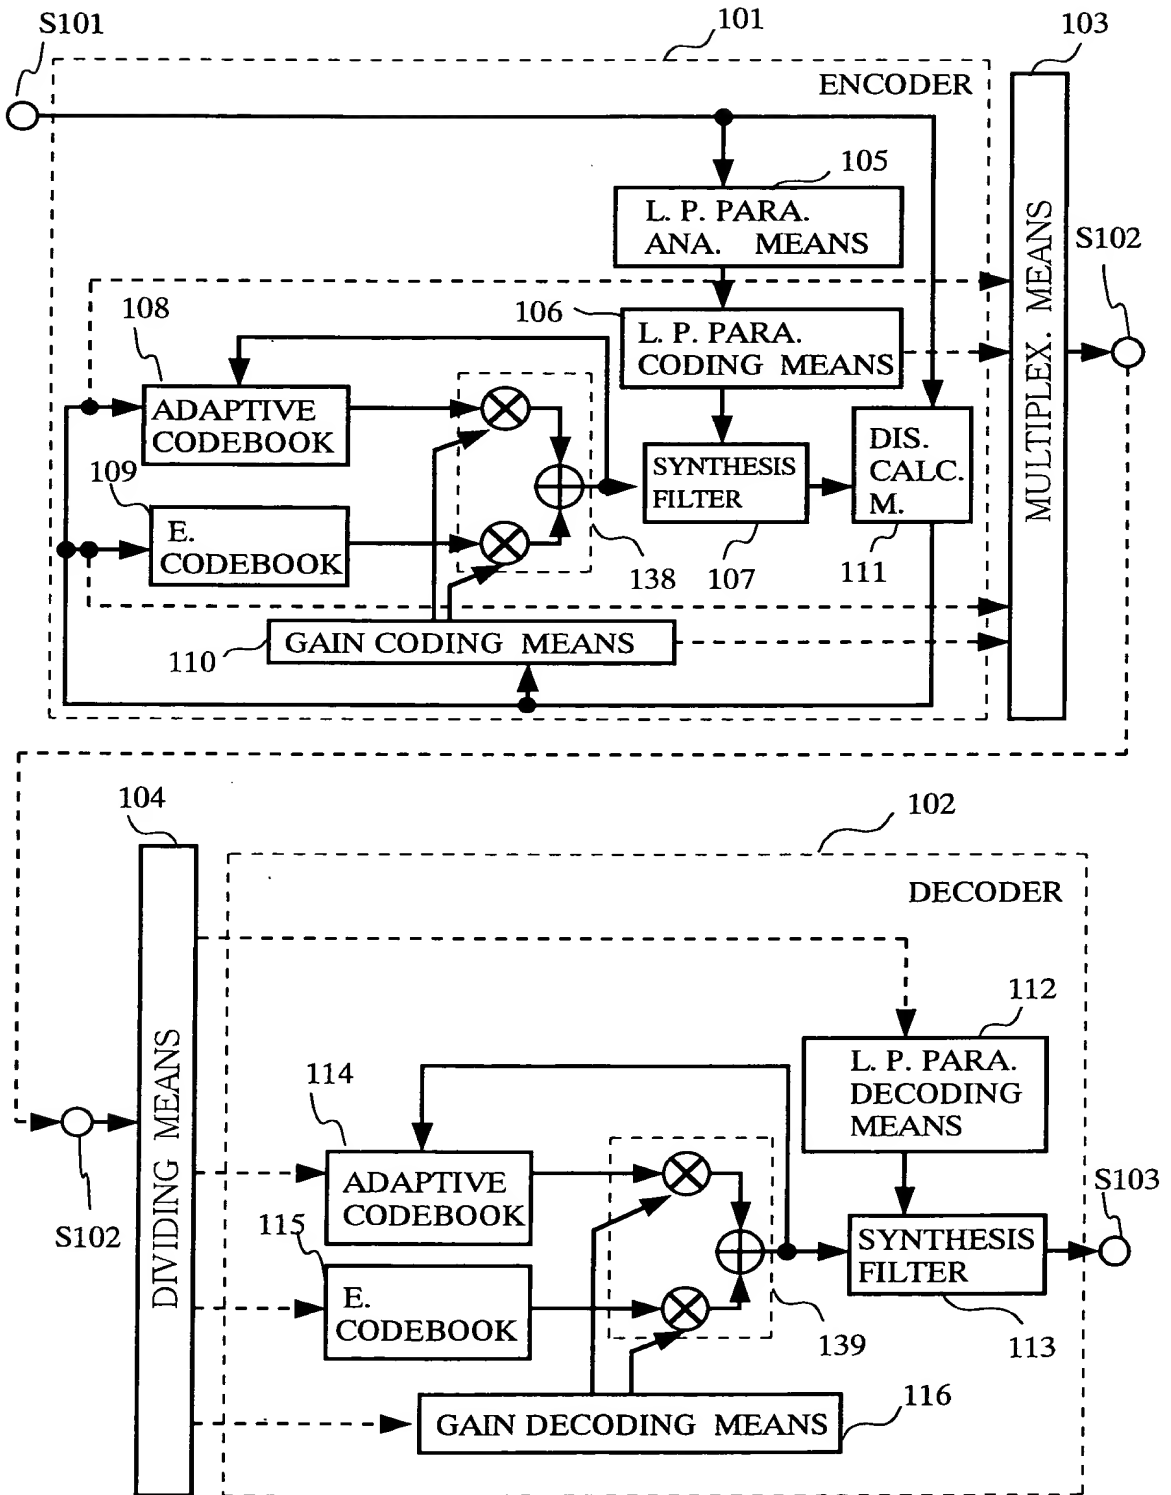 S101
101
103
ENCODER
105
L. P. PARA.
ANA. MEANS
S102
108
106
L. P. PARA.
CODING MEANS
MULTIPLEX. MEANS
ADAPTIVE
CODEBOOK
DIS.
CALC.
M.
SYNTHESIS
FILTER
109
E.
CODEBOOK
138
107
111
110
GAIN CODING MEANS
104
102
DECODER
112
L. P. PARA.
DECODING
MEANS
114
DIVIDING MEANS
ADAPTIVE
CODEBOOK
S103
S102
115
SYNTHESIS
FILTER
E.
CODEBOOK
139
113
116
GAIN DECODING MEANS